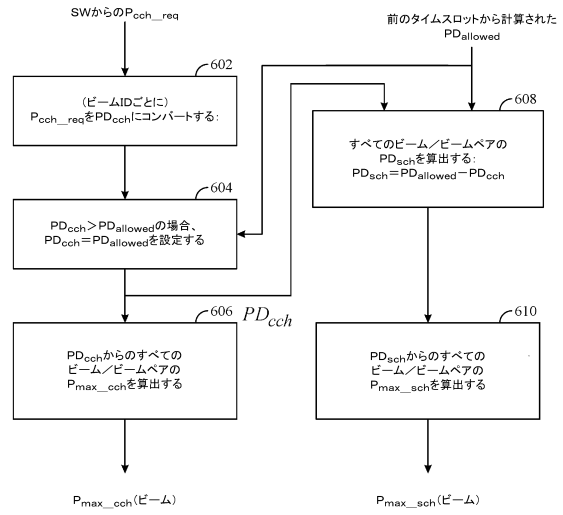 SWからのPcch_req
602
(ビームIDごとに)
Pcch_reqをPDcchにコンバートする:
604
PDcch>PDallowedの場合、
PDcch=PDallowedを設定する
606
PDcchからのすべての
ビーム/ビームペアの
Pmax_cchを算出する
Pmax_cch(ビーム)
PDcch
前のタイムスロットから計算された
PDallowed
608
すべてのビーム/ビームペアの
PDschを算出する:
PDsch=PDallowed-PDcch
610
PDschからのすべての
ビーム/ビームペアの
Pmax_schを算出する
Pmax_sch(ビーム)